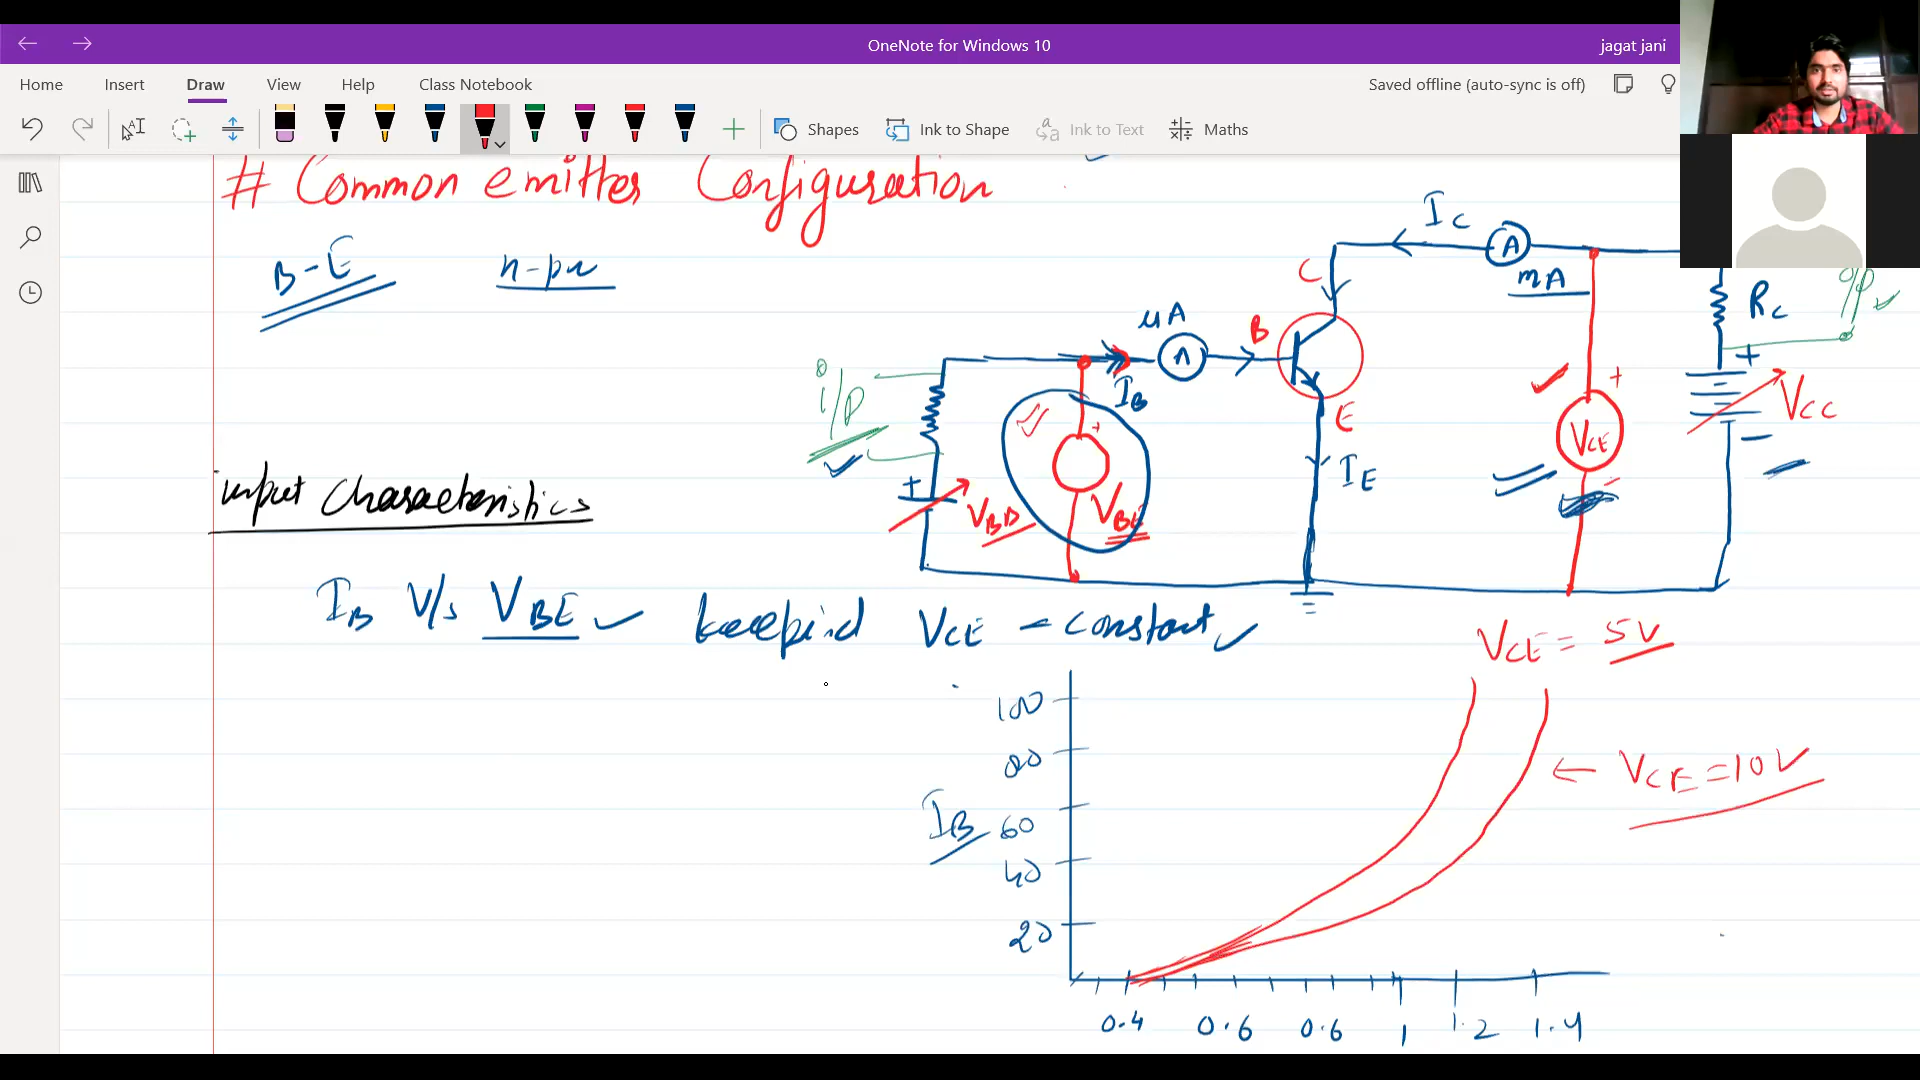 OneNote for Windows 10
jagat jani
Home Insert Draw View Help Class Notebook
Saved offline (auto-sync is off)
Shapes Ink to Shape Ink to Text Maths
# Common emitter Configuration
B-E
IC
A
mA
C
μA
A
B
IB
E
IE
i/p
o/p
RC
+
VCC
-
+
VCE
-
+
VBB
+
VBE
input Characteristics
IB V/s VBE ✓
VCE - constant ✓
VCE = 5V
← VCE = 10V
IB
100
80
60
40
20
0.4 0.6 0.6 1 1.2 1.4